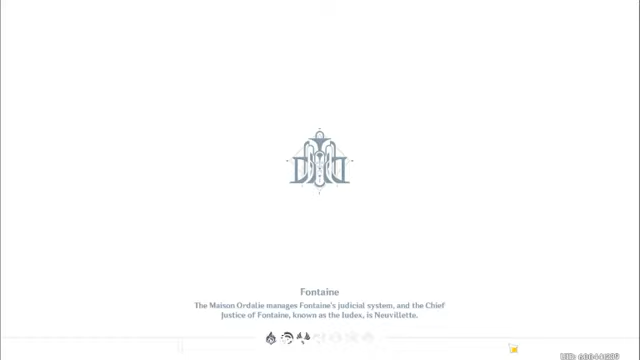 Fontaine
The Maison Ordalie manages Fontaine's judicial system, and the Chief
Justice of Fontaine, known as the Iudex, is Neuvillette.